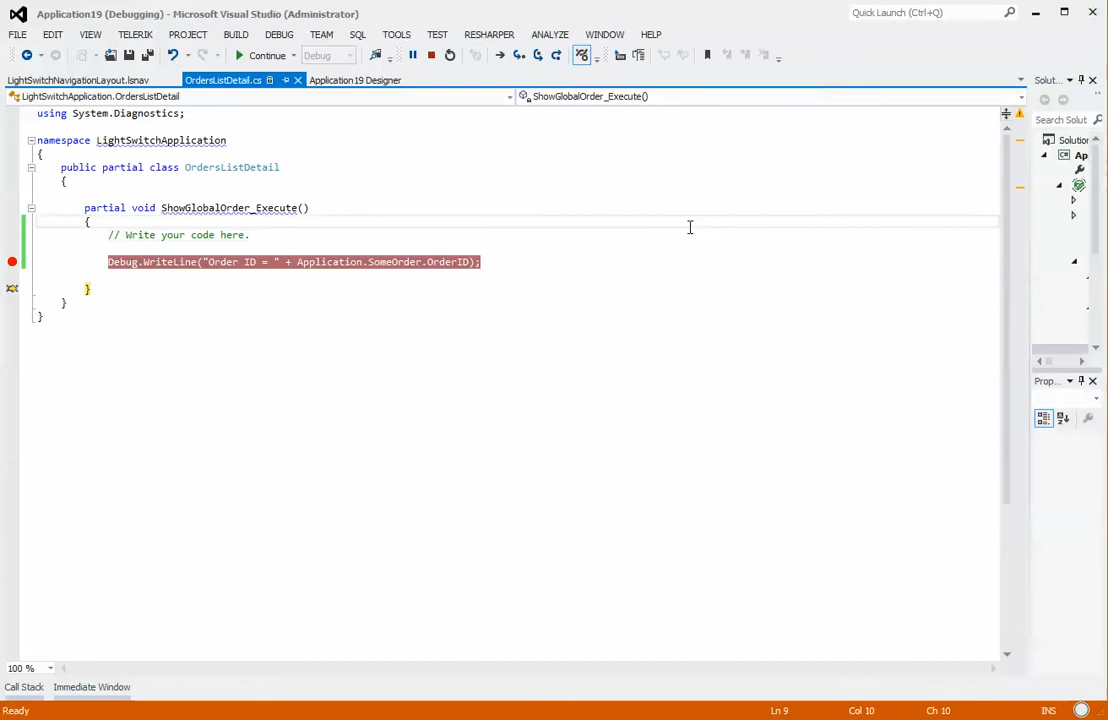 Application19 (Debugging) - Microsoft Visual Studio (Administrator)
Quick Launch (Ctrl+Q)
FILE EDIT VIEW TELERIK PROJECT BUILD DEBUG TEAM SQL TOOLS TEST RESHARPER ANALYZE WINDOW HELP
Continue Debug
LightSwitchNavigationLayout.lsnav OrdersListDetail.cs Application19 Designer
Solut...
LightSwitchApplication.OrdersListDetail ShowGlobalOrder_Execute()
using System.Diagnostics;
Search Solut
namespace LightSwitchApplication
Solution
{
Ap
public partial class OrdersListDetail
{
partial void ShowGlobalOrder_Execute()
{
// Write your code here.
Debug.WriteLine("Order ID = " + Application.SomeOrder.OrderID);
}
}
}
Prop...
100 %
Call Stack Immediate Window
Ready Ln 9 Col 10 Ch 10 INS